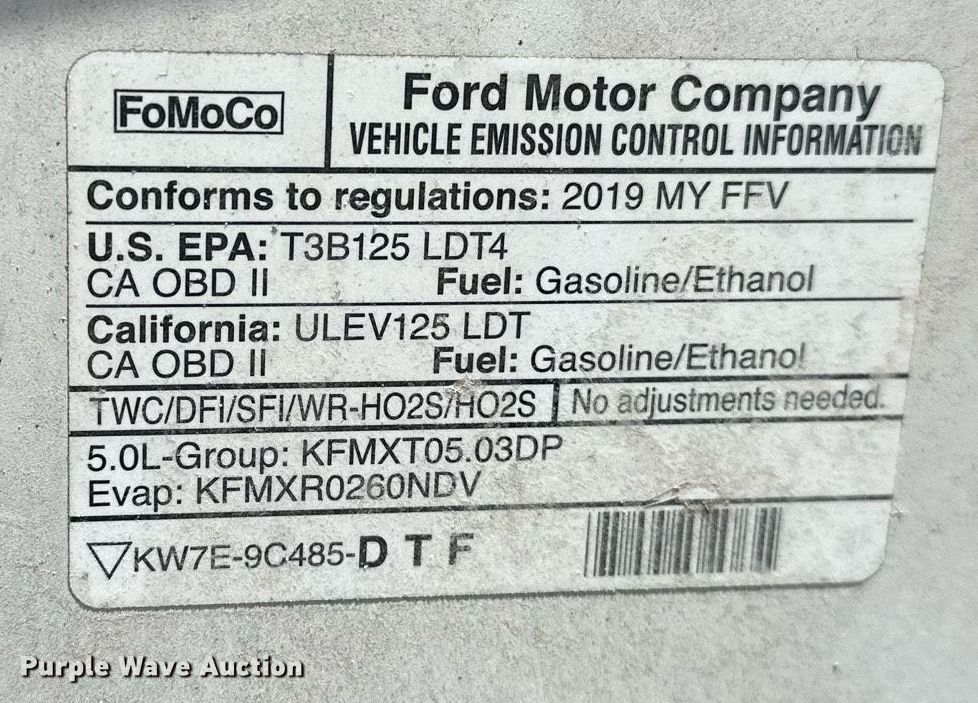 FoMoCo
Ford Motor Company
VEHICLE EMISSION CONTROL INFORMATION
Conforms to regulations: 2019 MY FFV
U.S. EPA: T3B125 LDT4
CA OBD II Fuel: Gasoline/Ethanol
California: ULEV125 LDT
CA OBD II Fuel: Gasoline/Ethanol
TWC/DFI/SFI/WR-HO2S/HO2S No adjustments needed.
5.0L-Group: KFMXT05.03DP
Evap: KFMXR0260NDV
KW7E-9C485-D T F
Purple Wave Auction